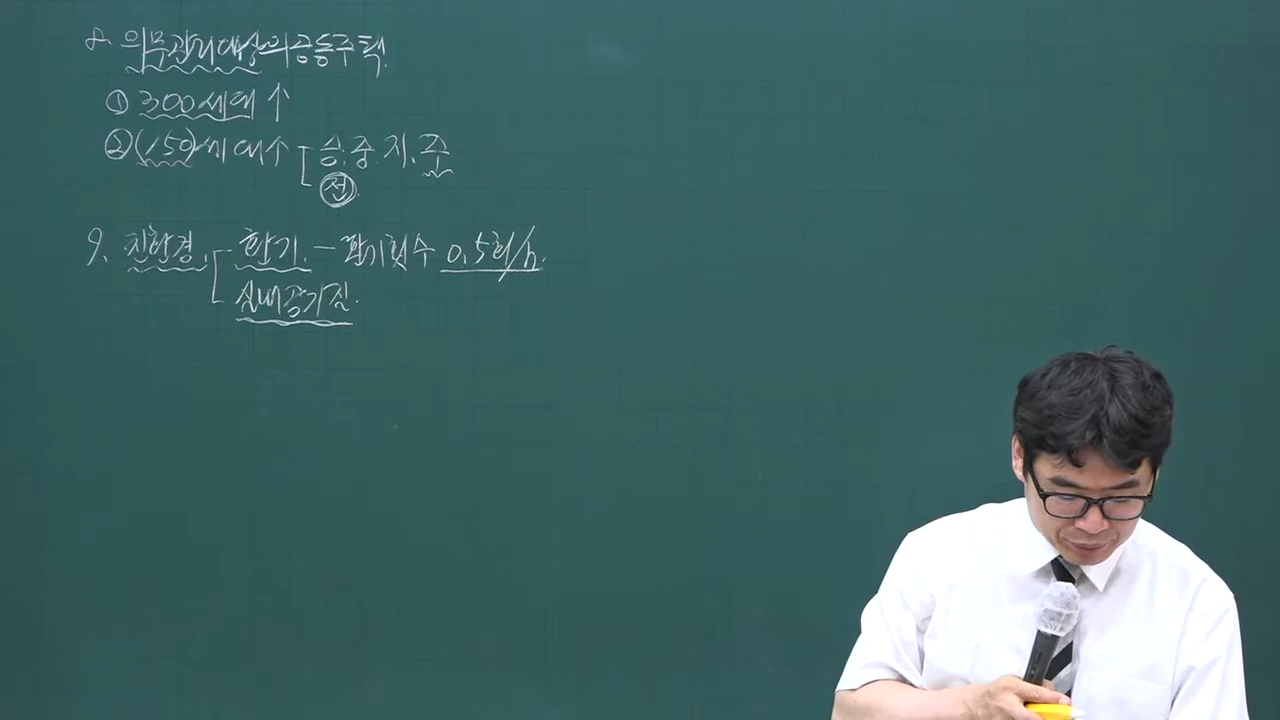 8. 의무관리대상의 공동주택
① 300세대 ↑
② (150)세대수 승.중.지.주
전
9. 친환경. 환기. - 환기횟수 0.5회/h.
실내공기질.